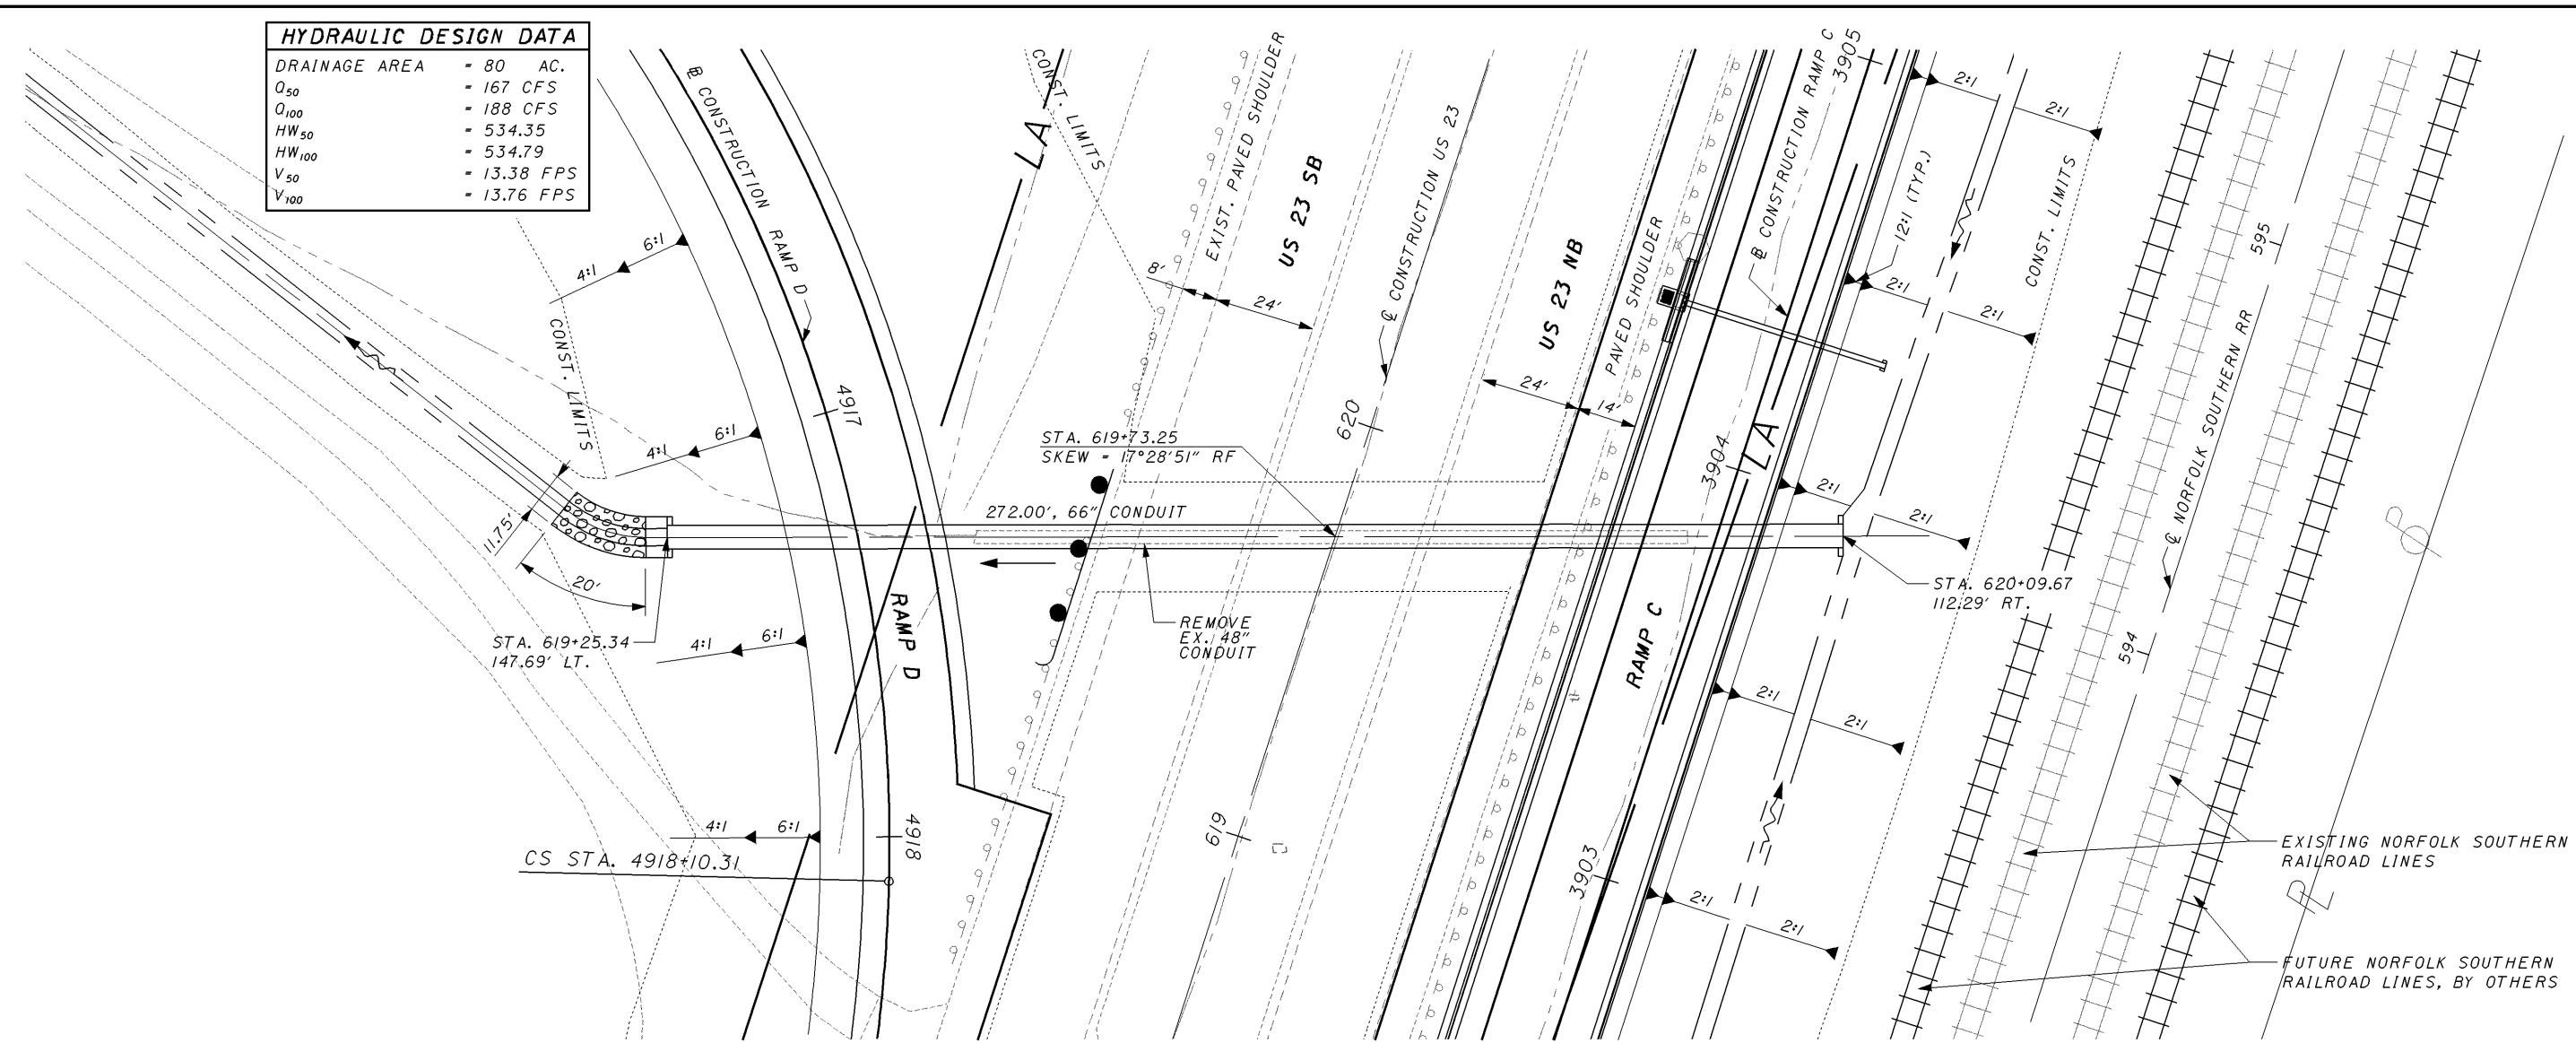 HYDRAULIC DESIGN DATA
DRAINAGE AREA = 80 AC.
Q50 = 167 CFS
Q100 = 188 CFS
HW50 = 534.35
HW100 = 534.79
V50 = 13.38 FPS
V100 = 13.76 FPS
℄ CONSTRUCTION RAMP D
LA
CONST. LIMITS
EXIST. PAVED SHOULDER
US 23 SB
℄ CONSTRUCTION US 23
US 23 NB
PAVED SHOULDER
℄ CONSTRUCTION RAMP C
3905
2:1
2:1
12:1 (TYP.)
CONST. LIMITS
595
6:1
4:1
8'
24'
2:1
2:1
CONST. LIMITS
4917
24'
14'
620
℄ NORFOLK SOUTHERN RR
6:1
4:1
STA. 619+73.25
SKEW = 17°28'51" RF
3904
LA
2:1
272.00', 66" CONDUIT
2:1
11.75'
20'
STA. 620+09.67
112.29' RT.
RAMP D
REMOVE
EX. 48"
CONDUIT
RAMP C
STA. 619+25.34
147.69' LT.
4:1
6:1
594
2:1
2:1
4:1
6:1
4918
619
CS STA. 4918+10.31
3903
2:1
2:1
EXISTING NORFOLK SOUTHERN
RAILROAD LINES
FUTURE NORFOLK SOUTHERN
RAILROAD LINES, BY OTHERS